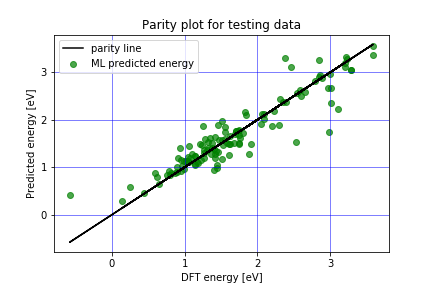 Parity plot for testing data
parity line
ML predicted energy
Predicted energy [eV]
3
2
1
0
0 1 2 3
DFT energy [eV]